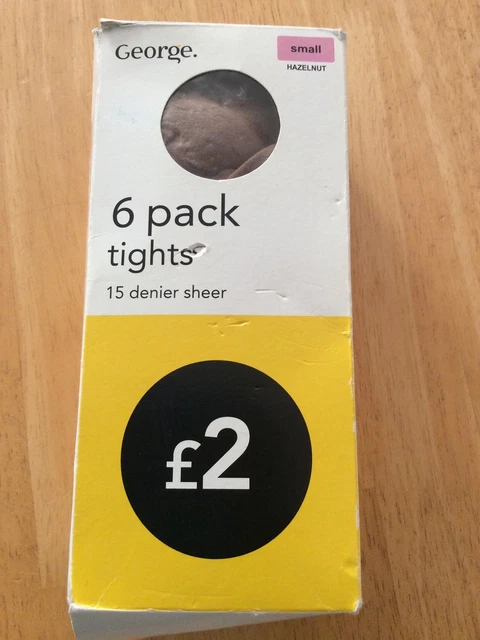 George.
small
HAZELNUT
6 pack
tights
15 denier sheer
£2